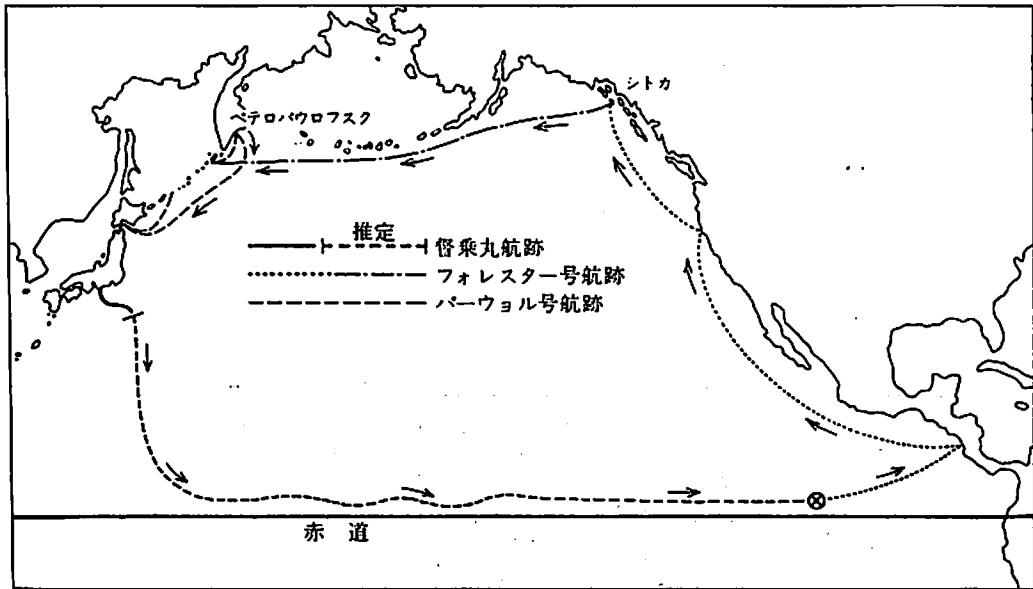 シトカ
ペテロパウロフスク
推定
督乗丸航跡
フォレスター号航跡
パーウョル号航跡
赤道